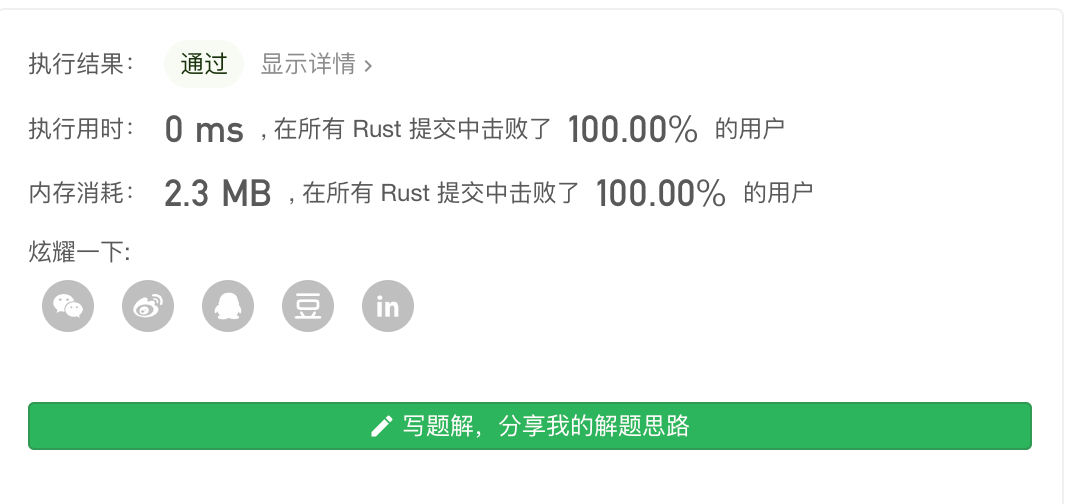 执行结果： 通过 显示详情 ›
执行用时： 0 ms , 在所有 Rust 提交中击败了 100.00% 的用户
内存消耗： 2.3 MB , 在所有 Rust 提交中击败了 100.00% 的用户
炫耀一下:
豆 in
写题解，分享我的解题思路